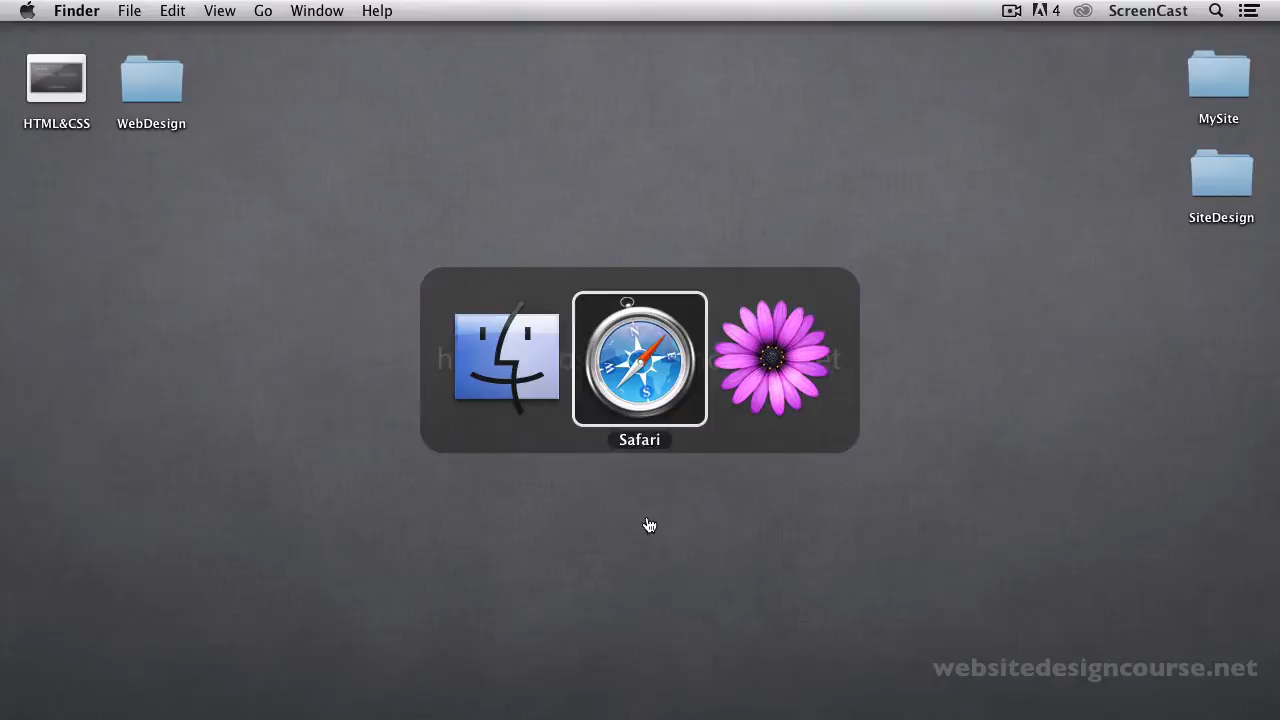 Finder File Edit View Go Window Help 4 ScreenCast
HTML&CSS
WebDesign
MySite
SiteDesign
N
E
S
W
Safari
websitedesigncourse.net